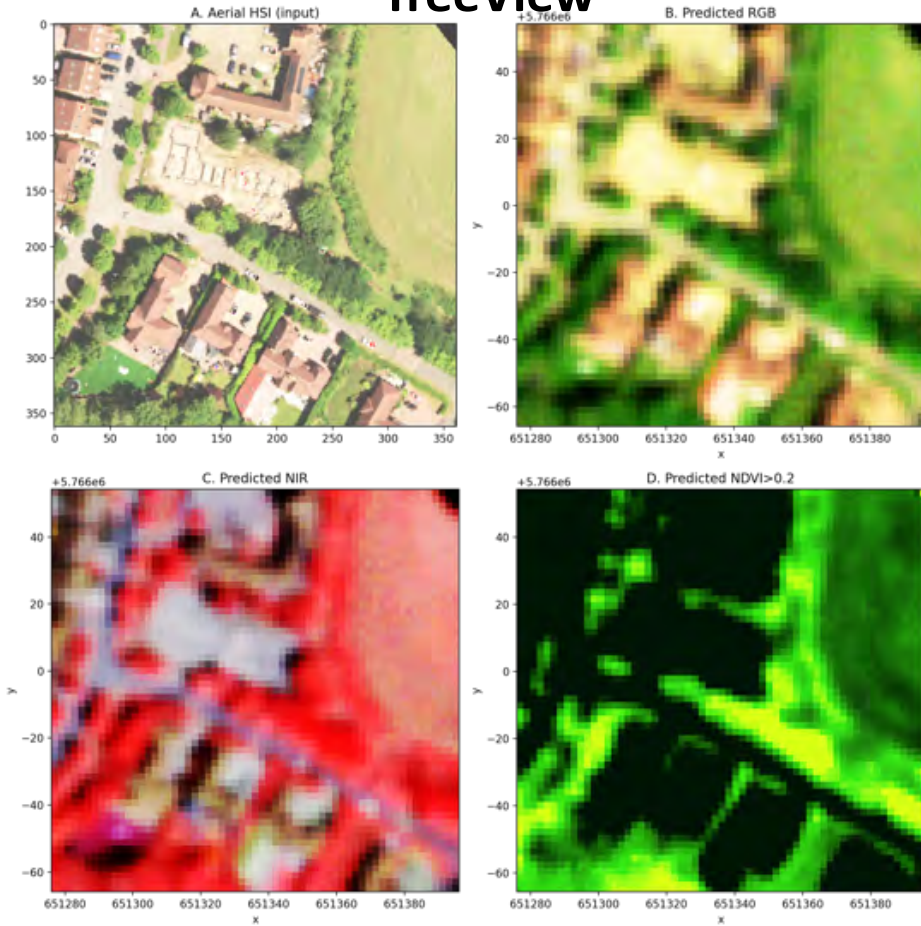 TreeView
A. Aerial HSI (input)
0
50
100
150
200
250
300
350
0 50 100 150 200 250 300 350
+5.766e6
B. Predicted RGB
40
20
0
−20
−40
−60
y
651280 651300 651320 651340 651360 651380
x
+5.766e6
C. Predicted NIR
40
20
0
−20
−40
−60
y
651280 651300 651320 651340 651360 651380
x
+5.766e6
D. Predicted NDVI>0.2
40
20
0
−20
−40
−60
y
651280 651300 651320 651340 651360 651380
x